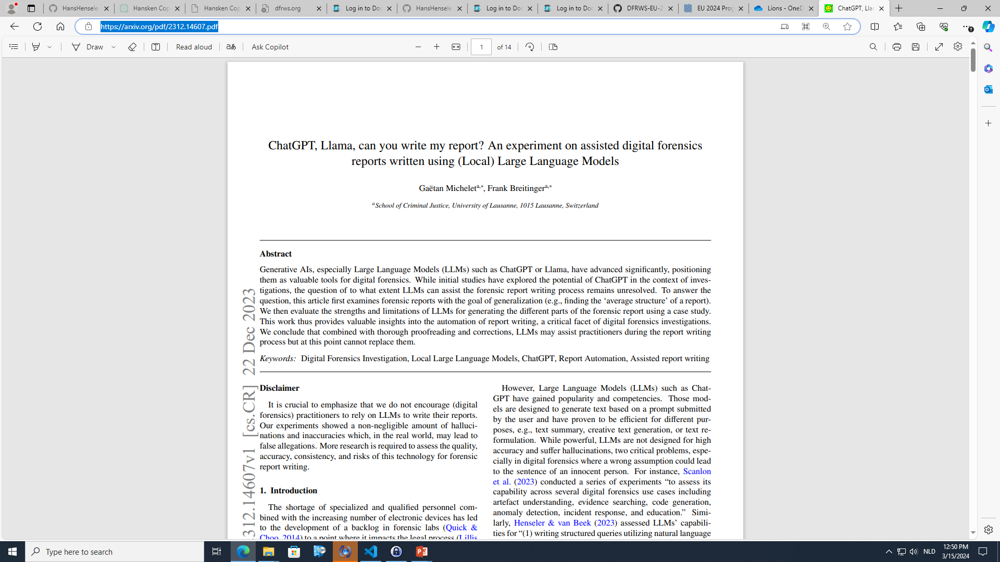 HansHensele
Hansken Cop
Hansken Cop
dfrws.org
Log in to Doc
HansHensele
Log in to Doc
Log in to Doc
DFRWS-EU-2
EU 2024 Prog
Lions - OneD
ChatGPT, Lla
https://arxiv.org/pdf/2312.14607.pdf
Draw
Read aloud
aあ
Ask Copilot
1 of 14
ChatGPT, Llama, can you write my report? An experiment on assisted digital forensics
reports written using (Local) Large Language Models
Gaëtan Michelet^a,*, Frank Breitinger^a,*
^aSchool of Criminal Justice, University of Lausanne, 1015 Lausanne, Switzerland
Abstract
Generative AIs, especially Large Language Models (LLMs) such as ChatGPT or Llama, have advanced significantly, positioning
them as valuable tools for digital forensics. While initial studies have explored the potential of ChatGPT in the context of inves-
tigations, the question of to what extent LLMs can assist the forensic report writing process remains unresolved. To answer the
question, this article first examines forensic reports with the goal of generalization (e.g., finding the ‘average structure’ of a report).
We then evaluate the strengths and limitations of LLMs for generating the different parts of the forensic report using a case study.
This work thus provides valuable insights into the automation of report writing, a critical facet of digital forensics investigations.
We conclude that combined with thorough proofreading and corrections, LLMs may assist practitioners during the report writing
process but at this point cannot replace them.
Keywords: Digital Forensics Investigation, Local Large Language Models, ChatGPT, Report Automation, Assisted report writing
312.14607v1 [cs.CR] 22 Dec 2023
Disclaimer
It is crucial to emphasize that we do not encourage (digital
forensics) practitioners to rely on LLMs to write their reports.
Our experiments showed a non-negligible amount of halluci-
nations and inaccuracies which, in the real world, may lead to
false allegations. More research is required to assess the quality,
accuracy, consistency, and risks of this technology for forensic
report writing.
1. Introduction
The shortage of specialized and qualified personnel com-
bined with the increasing number of electronic devices has led
to the development of a backlog in forensic labs (Quick &
Choo, 2014) to a point where it impacts the legal process (Lillis
However, Large Language Models (LLMs) such as Chat-
GPT have gained popularity and competencies. Those mod-
els are designed to generate text based on a prompt submitted
by the user and have proven to be efficient for different pur-
poses, e.g., text summary, creative text generation, or text re-
formulation. While powerful, LLMs are not designed for high
accuracy and suffer hallucinations, two critical problems, espe-
cially in digital forensics where a wrong assumption could lead
to the sentence of an innocent person. For instance, Scanlon
et al. (2023) conducted a series of experiments “to assess its
capability across several digital forensics use cases including
artefact understanding, evidence searching, code generation,
anomaly detection, incident response, and education.” Simi-
larly, Henseler & van Beek (2023) assessed LLMs’ capabili-
ties for “(1) writing structured queries utilizing natural language
Type here to search
NLD
12:50 PM
3/15/2024